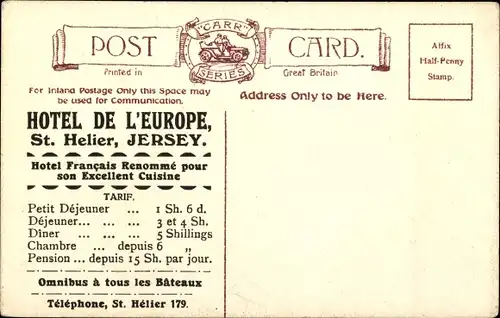 "CARR"
POST CARD.
SERIES
Printed in Great Britain
For Inland Postage Only this Space may
be used for Communication.
Address Only to be Here.
Affix
Half-Penny
Stamp.
HOTEL DE L'EUROPE,
St. Helier, JERSEY.
Hotel Français Renommé pour
son Excellent Cuisine
TARIF.
Petit Déjeuner ... 1 Sh. 6 d.
Déjeuner... ... ... 3 et 4 Sh.
Diner ... ... ... 5 Shillings
Chambre ... depuis 6 „
Pension ... depuis 15 Sh. par jour.
Omnibus à tous les Bâteaux
Téléphone, St. Hélier 179.